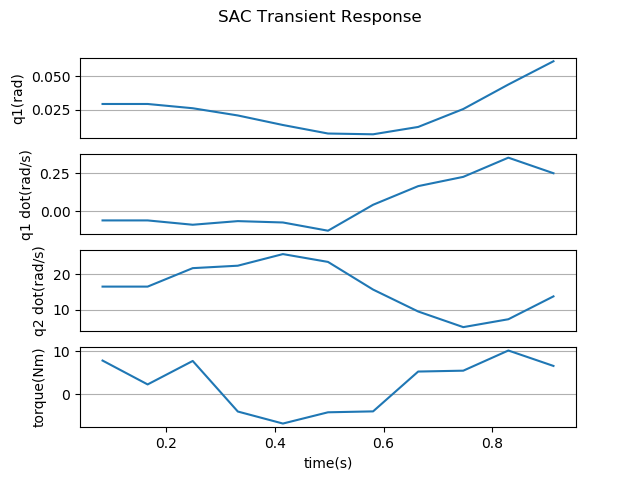 SAC Transient Response
q1(rad)
0.050
0.025
q1 dot(rad/s)
0.25
0.00
q2 dot(rad/s)
20
10
torque(Nm)
10
0
0.2 0.4 0.6 0.8
time(s)